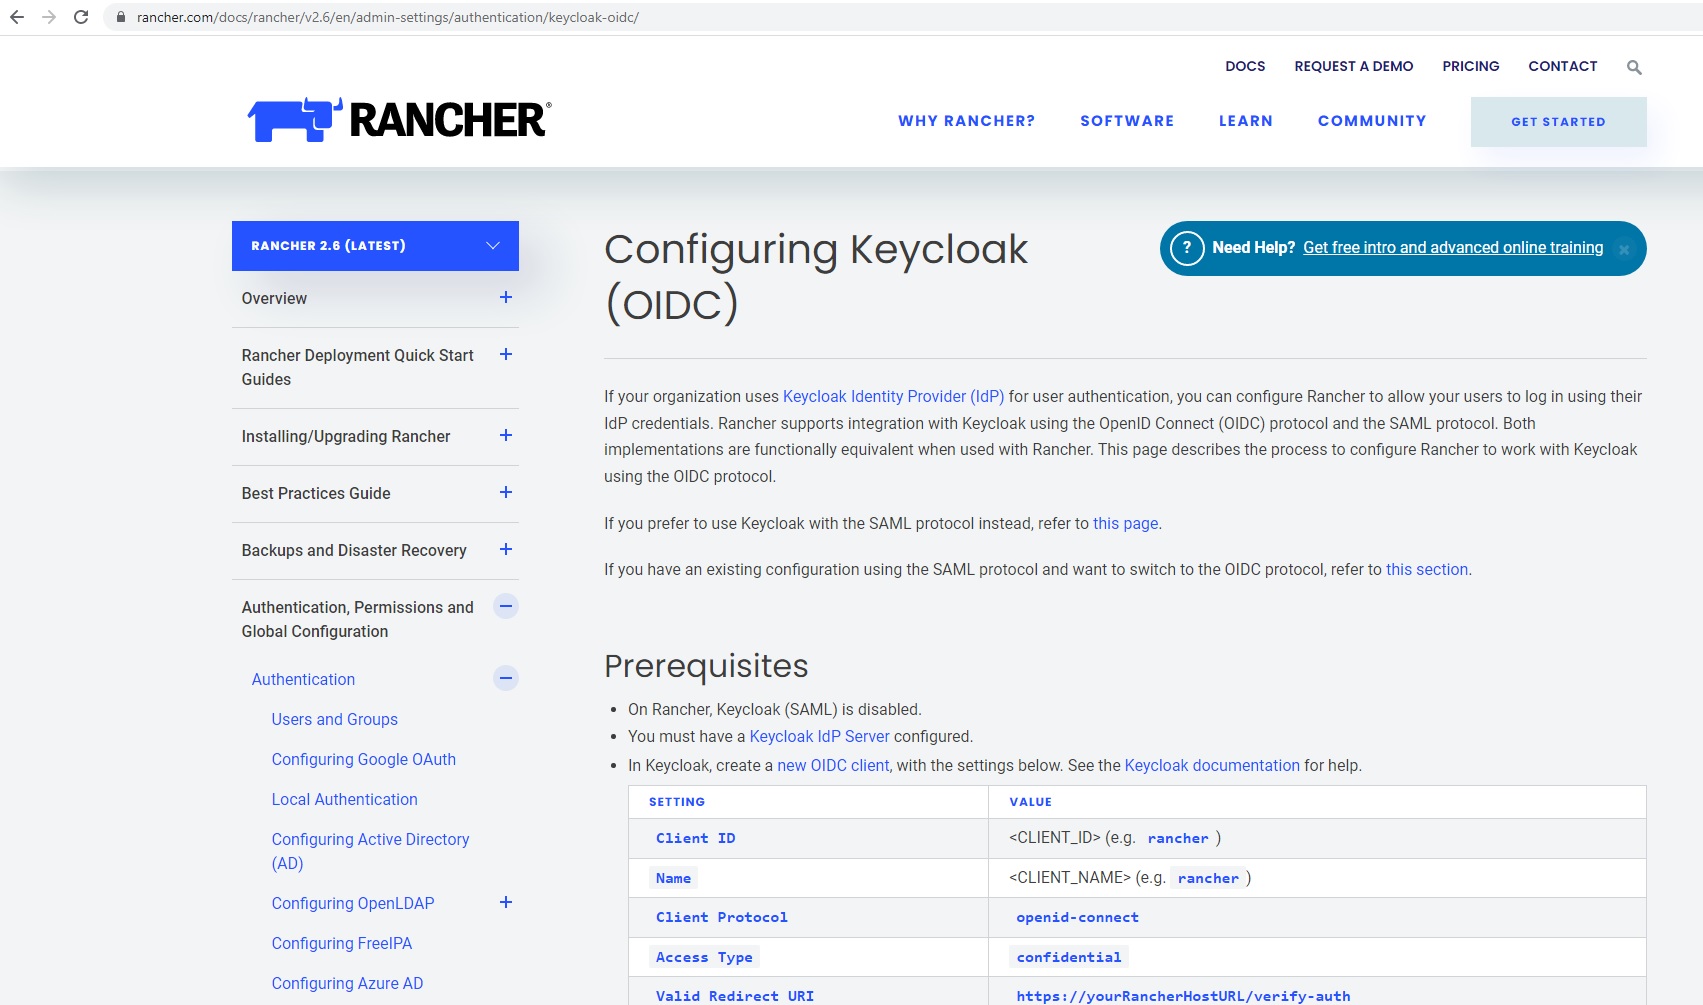 rancher.com/docs/rancher/v2.6/en/admin-settings/authentication/keycloak-oidc/
DOCS REQUEST A DEMO PRICING CONTACT
RANCHER®
WHY RANCHER? SOFTWARE LEARN COMMUNITY GET STARTED
RANCHER 2.6 (LATEST)
Overview +
Rancher Deployment Quick Start +
Guides
Installing/Upgrading Rancher +
Best Practices Guide +
Backups and Disaster Recovery +
Authentication, Permissions and −
Global Configuration
Authentication −
Users and Groups
Configuring Google OAuth
Local Authentication
Configuring Active Directory
(AD)
Configuring OpenLDAP +
Configuring FreeIPA
Configuring Azure AD
Configuring Keycloak
(OIDC)
? Need Help? Get free intro and advanced online training ×
If your organization uses Keycloak Identity Provider (IdP) for user authentication, you can configure Rancher to allow your users to log in using their
IdP credentials. Rancher supports integration with Keycloak using the OpenID Connect (OIDC) protocol and the SAML protocol. Both
implementations are functionally equivalent when used with Rancher. This page describes the process to configure Rancher to work with Keycloak
using the OIDC protocol.
If you prefer to use Keycloak with the SAML protocol instead, refer to this page.
If you have an existing configuration using the SAML protocol and want to switch to the OIDC protocol, refer to this section.
Prerequisites
• On Rancher, Keycloak (SAML) is disabled.
• You must have a Keycloak IdP Server configured.
• In Keycloak, create a new OIDC client, with the settings below. See the Keycloak documentation for help.
SETTING VALUE
Client ID <CLIENT_ID> (e.g. rancher )
Name <CLIENT_NAME> (e.g. rancher )
Client Protocol openid-connect
Access Type confidential
Valid Redirect URI https://yourRancherHostURL/verify-auth